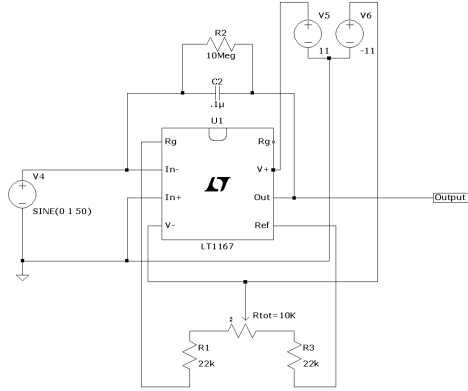 V5
V6
11
-11
R2
10Meg
C2
.1µ
U1
Rg
Rg
V4
In-
V+
SINE(0 1 50)
In+
Out
Output
V-
Ref
LT1167
Rtot=10K
R1
R3
22k
22k